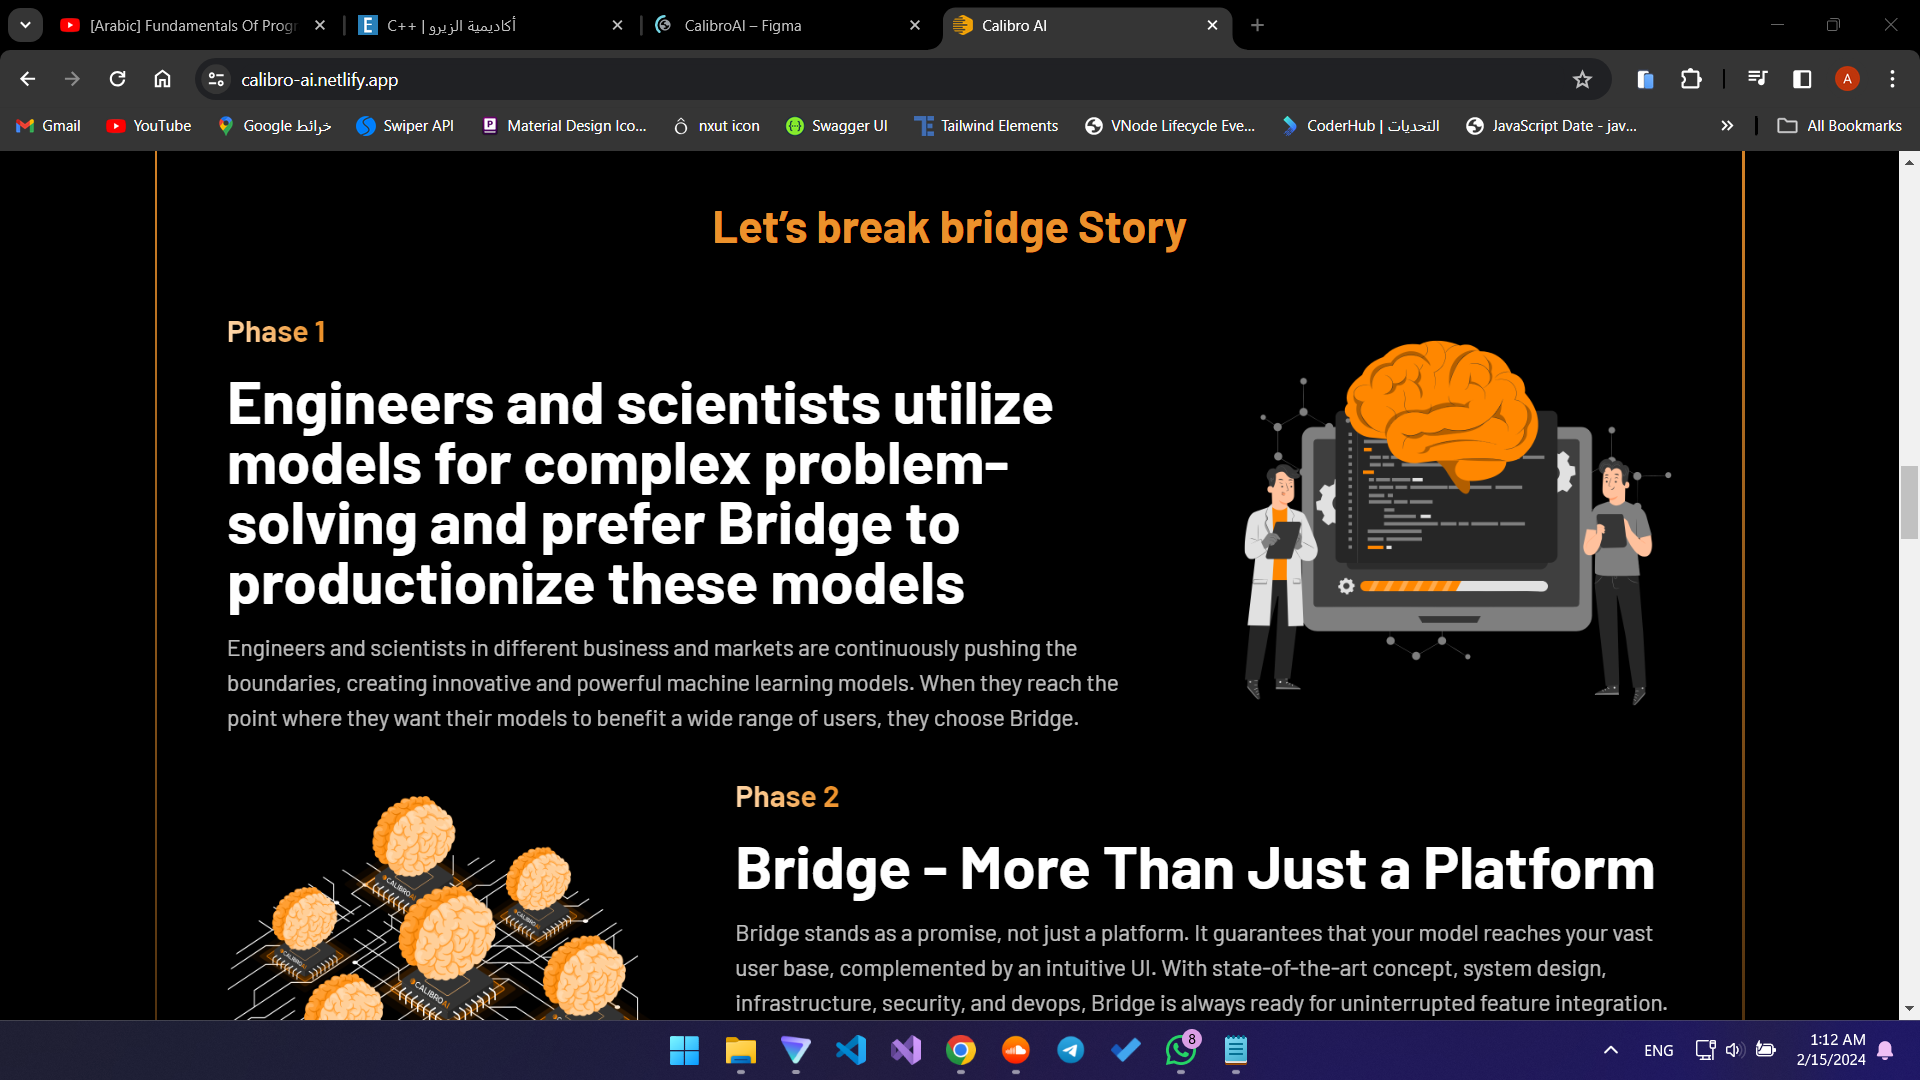 [Arabic] Fundamentals Of Progr
C++ | أكاديمية الزيرو
CalibroAI – Figma
Calibro AI
calibro-ai.netlify.app
A
Gmail
YouTube
Google خرائط
Swiper API
Material Design Ico...
nxut icon
Swagger UI
Tailwind Elements
VNode Lifecycle Eve...
CoderHub | التحديات
JavaScript Date - jav...
All Bookmarks
Let’s break bridge Story
Phase 1
Engineers and scientists utilize
models for complex problem-
solving and prefer Bridge to
productionize these models
Engineers and scientists in different business and markets are continuously pushing the
boundaries, creating innovative and powerful machine learning models. When they reach the
point where they want their models to benefit a wide range of users, they choose Bridge.
CALIBROAI
CALIBROAI
CALIBROAI
CALIBROAI
Phase 2
Bridge - More Than Just a Platform
Bridge stands as a promise, not just a platform. It guarantees that your model reaches your vast
user base, complemented by an intuitive UI. With state-of-the-art concept, system design,
infrastructure, security, and devops, Bridge is always ready for uninterrupted feature integration.
8
ENG
1:12 AM
2/15/2024